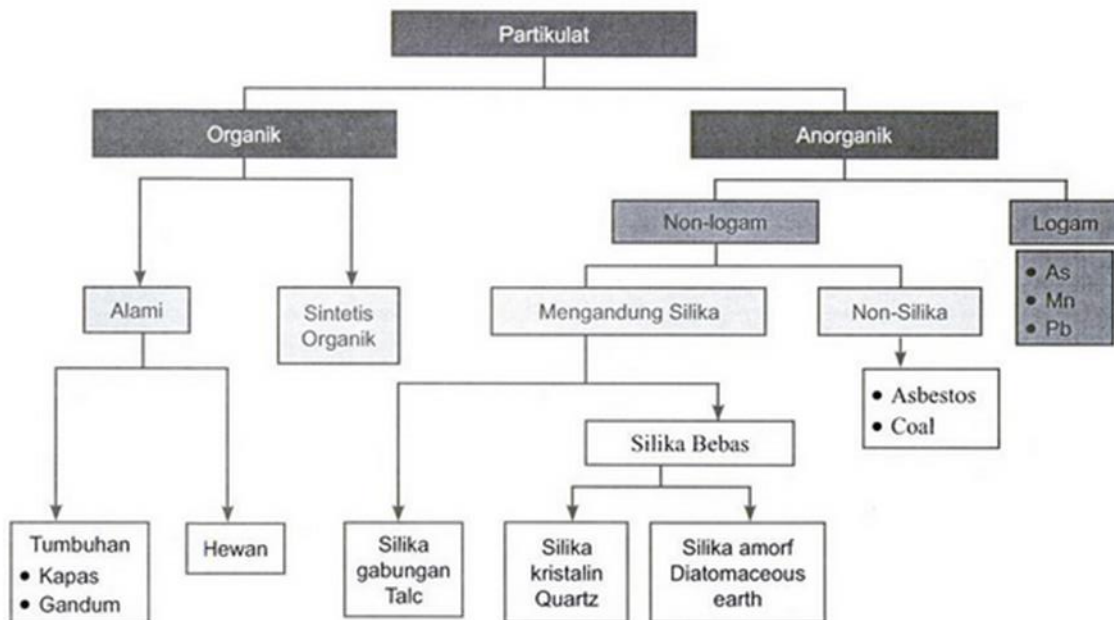 Partikulat
Organik
Anorganik
Non-logam
Logam
• As
• Mn
• Pb
Alami
Sintetis
Organik
Mengandung Silika
Non-Silika
• Asbestos
• Coal
Silika Bebas
Tumbuhan
• Kapas
• Gandum
Hewan
Silika
gabungan
Talc
Silika
kristalin
Quartz
Silika amorf
Diatomaceous
earth